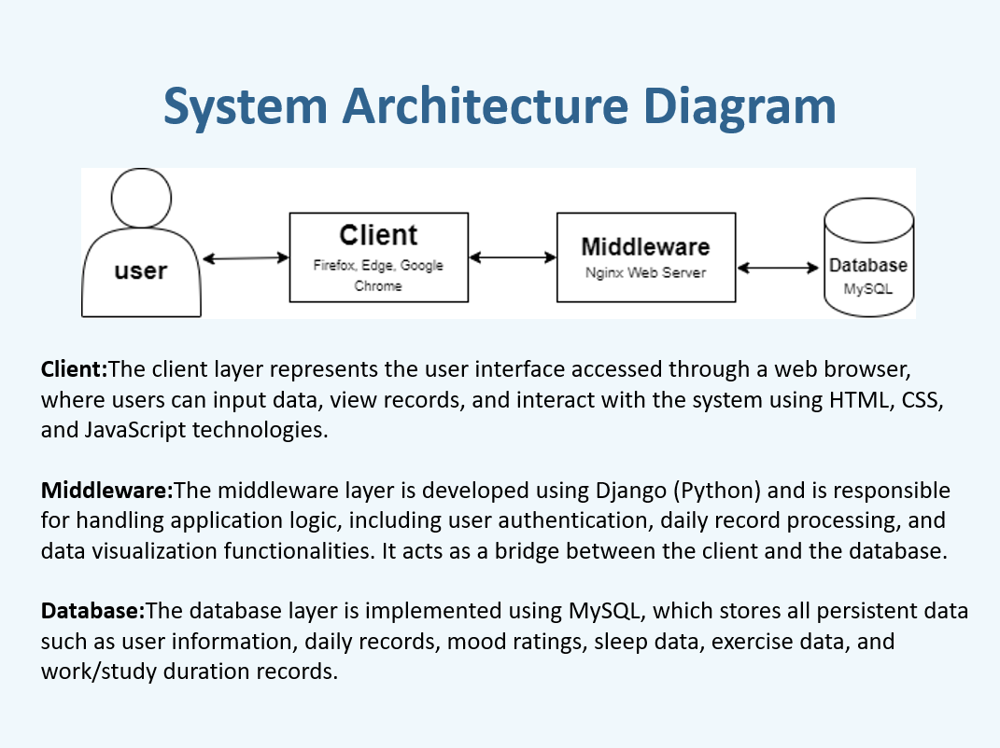 System Architecture Diagram
user
Client
Firefox, Edge, Google
Chrome
Middleware
Nginx Web Server
Database
MySQL
Client:The client layer represents the user interface accessed through a web browser,
where users can input data, view records, and interact with the system using HTML, CSS,
and JavaScript technologies.
Middleware:The middleware layer is developed using Django (Python) and is responsible
for handling application logic, including user authentication, daily record processing, and
data visualization functionalities. It acts as a bridge between the client and the database.
Database:The database layer is implemented using MySQL, which stores all persistent data
such as user information, daily records, mood ratings, sleep data, exercise data, and
work/study duration records.